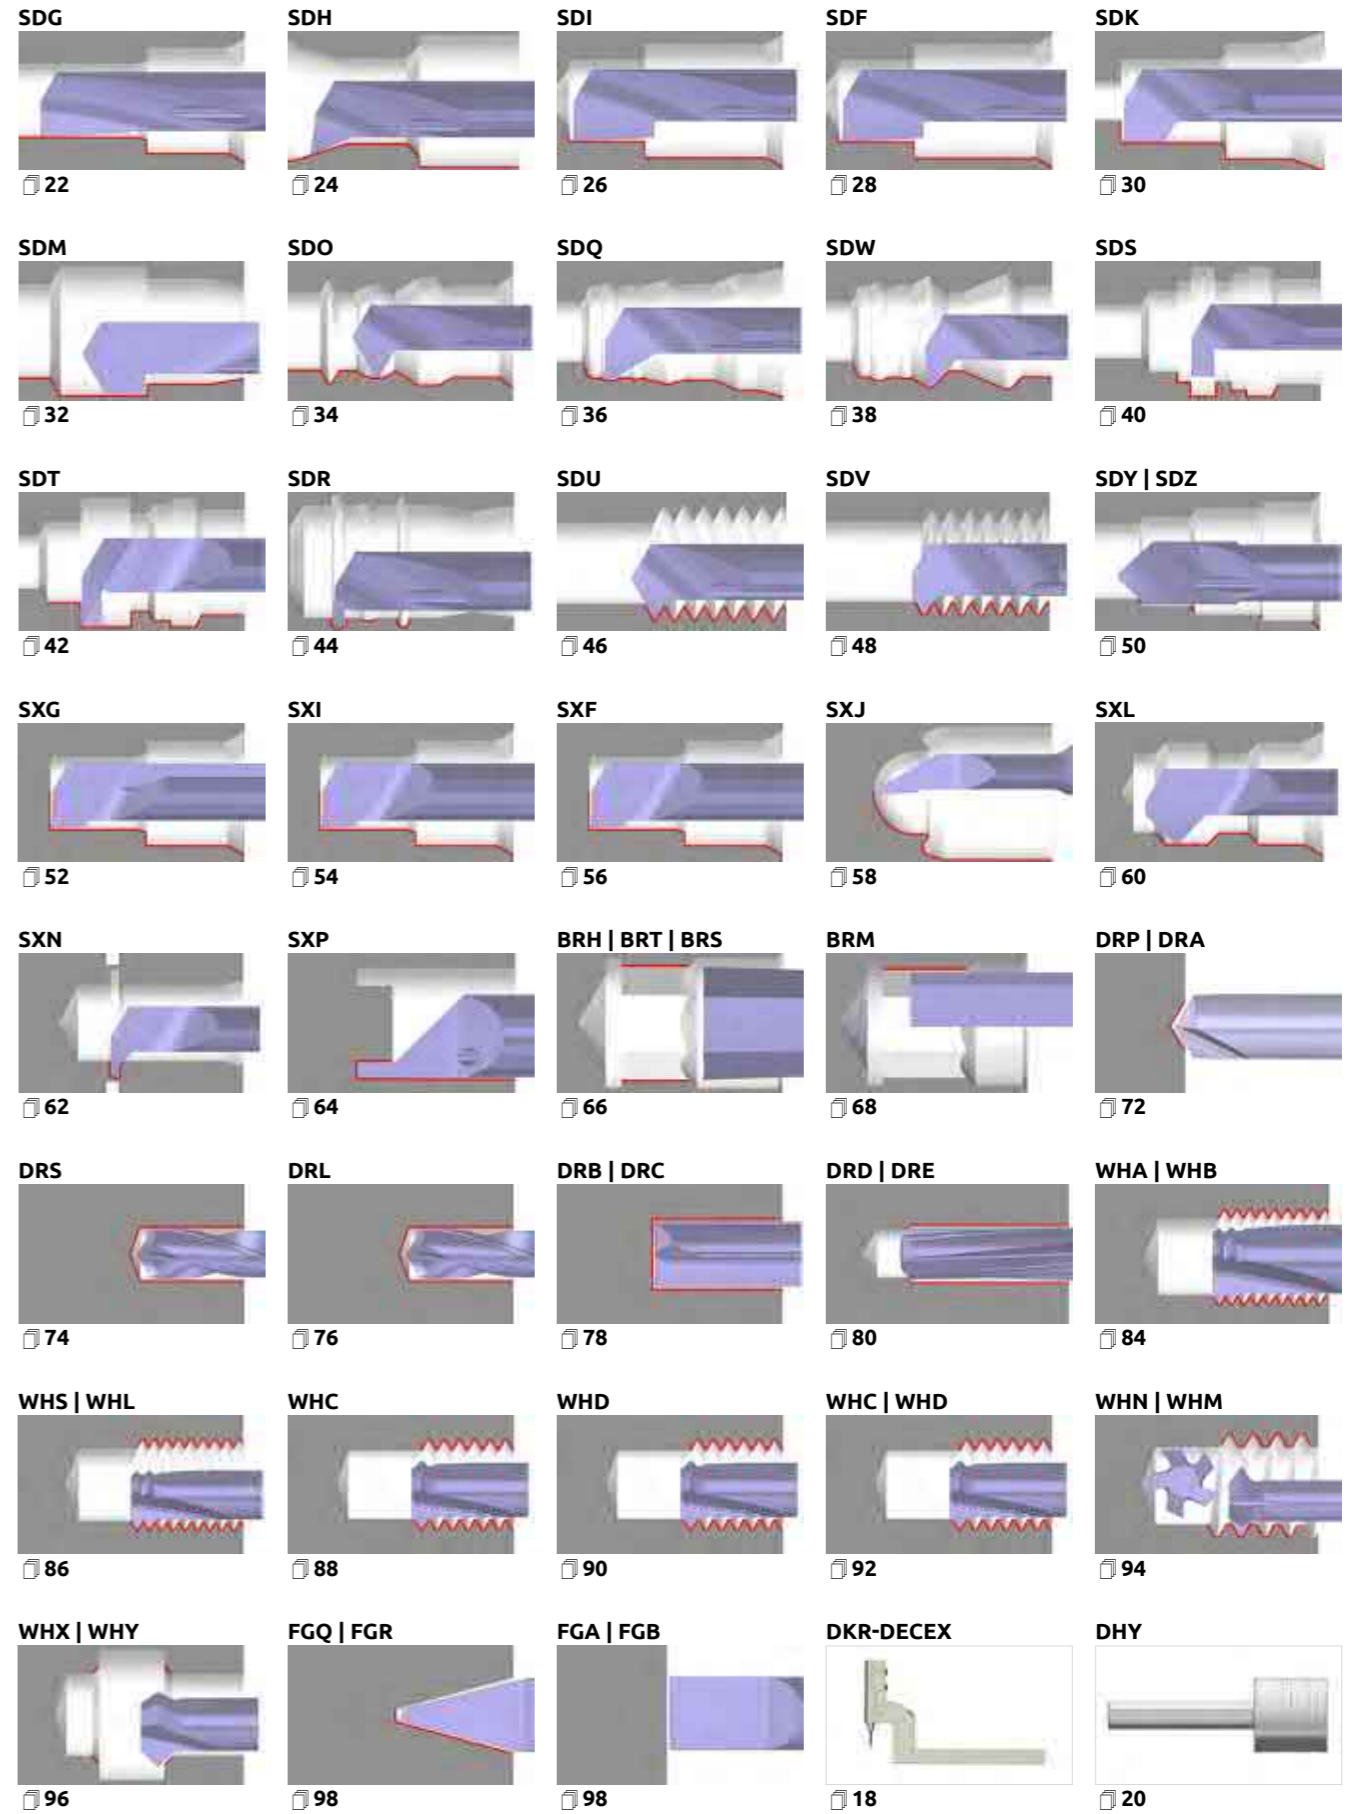 SDG SDH SDI SDF SDK
22 24 26 28 30
SDM SDO SDQ SDW SDS
32 34 36 38 40
SDT SDR SDU SDV SDY | SDZ
42 44 46 48 50
SXG SXI SXF SXJ SXL
52 54 56 58 60
SXN SXP BRH | BRT | BRS BRM DRP | DRA
62 64 66 68 72
DRS DRL DRB | DRC DRD | DRE WHA | WHB
74 76 78 80 84
WHS | WHL WHC WHD WHC | WHD WHN | WHM
86 88 90 92 94
WHX | WHY FGQ | FGR FGA | FGB DKR-DECEX DHY
96 98 98 18 20